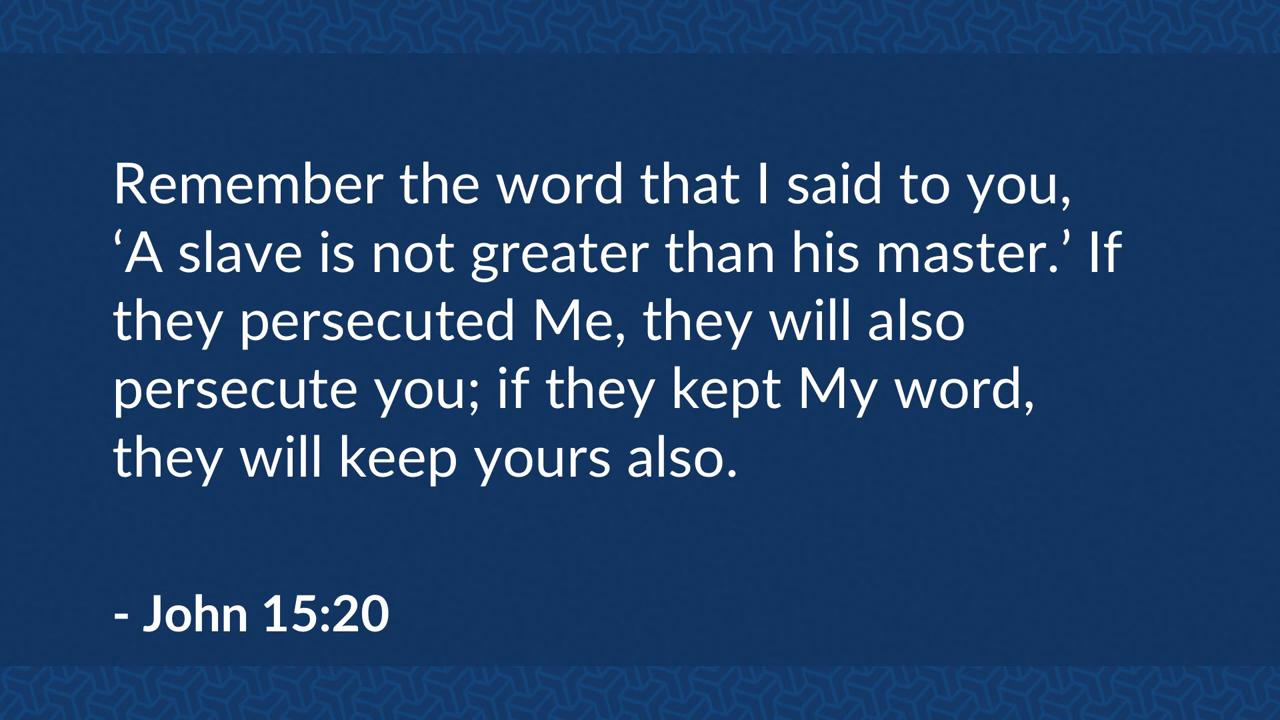 Remember the word that I said to you,
‘A slave is not greater than his master.’ If
they persecuted Me, they will also
persecute you; if they kept My word,
they will keep yours also.
- John 15:20